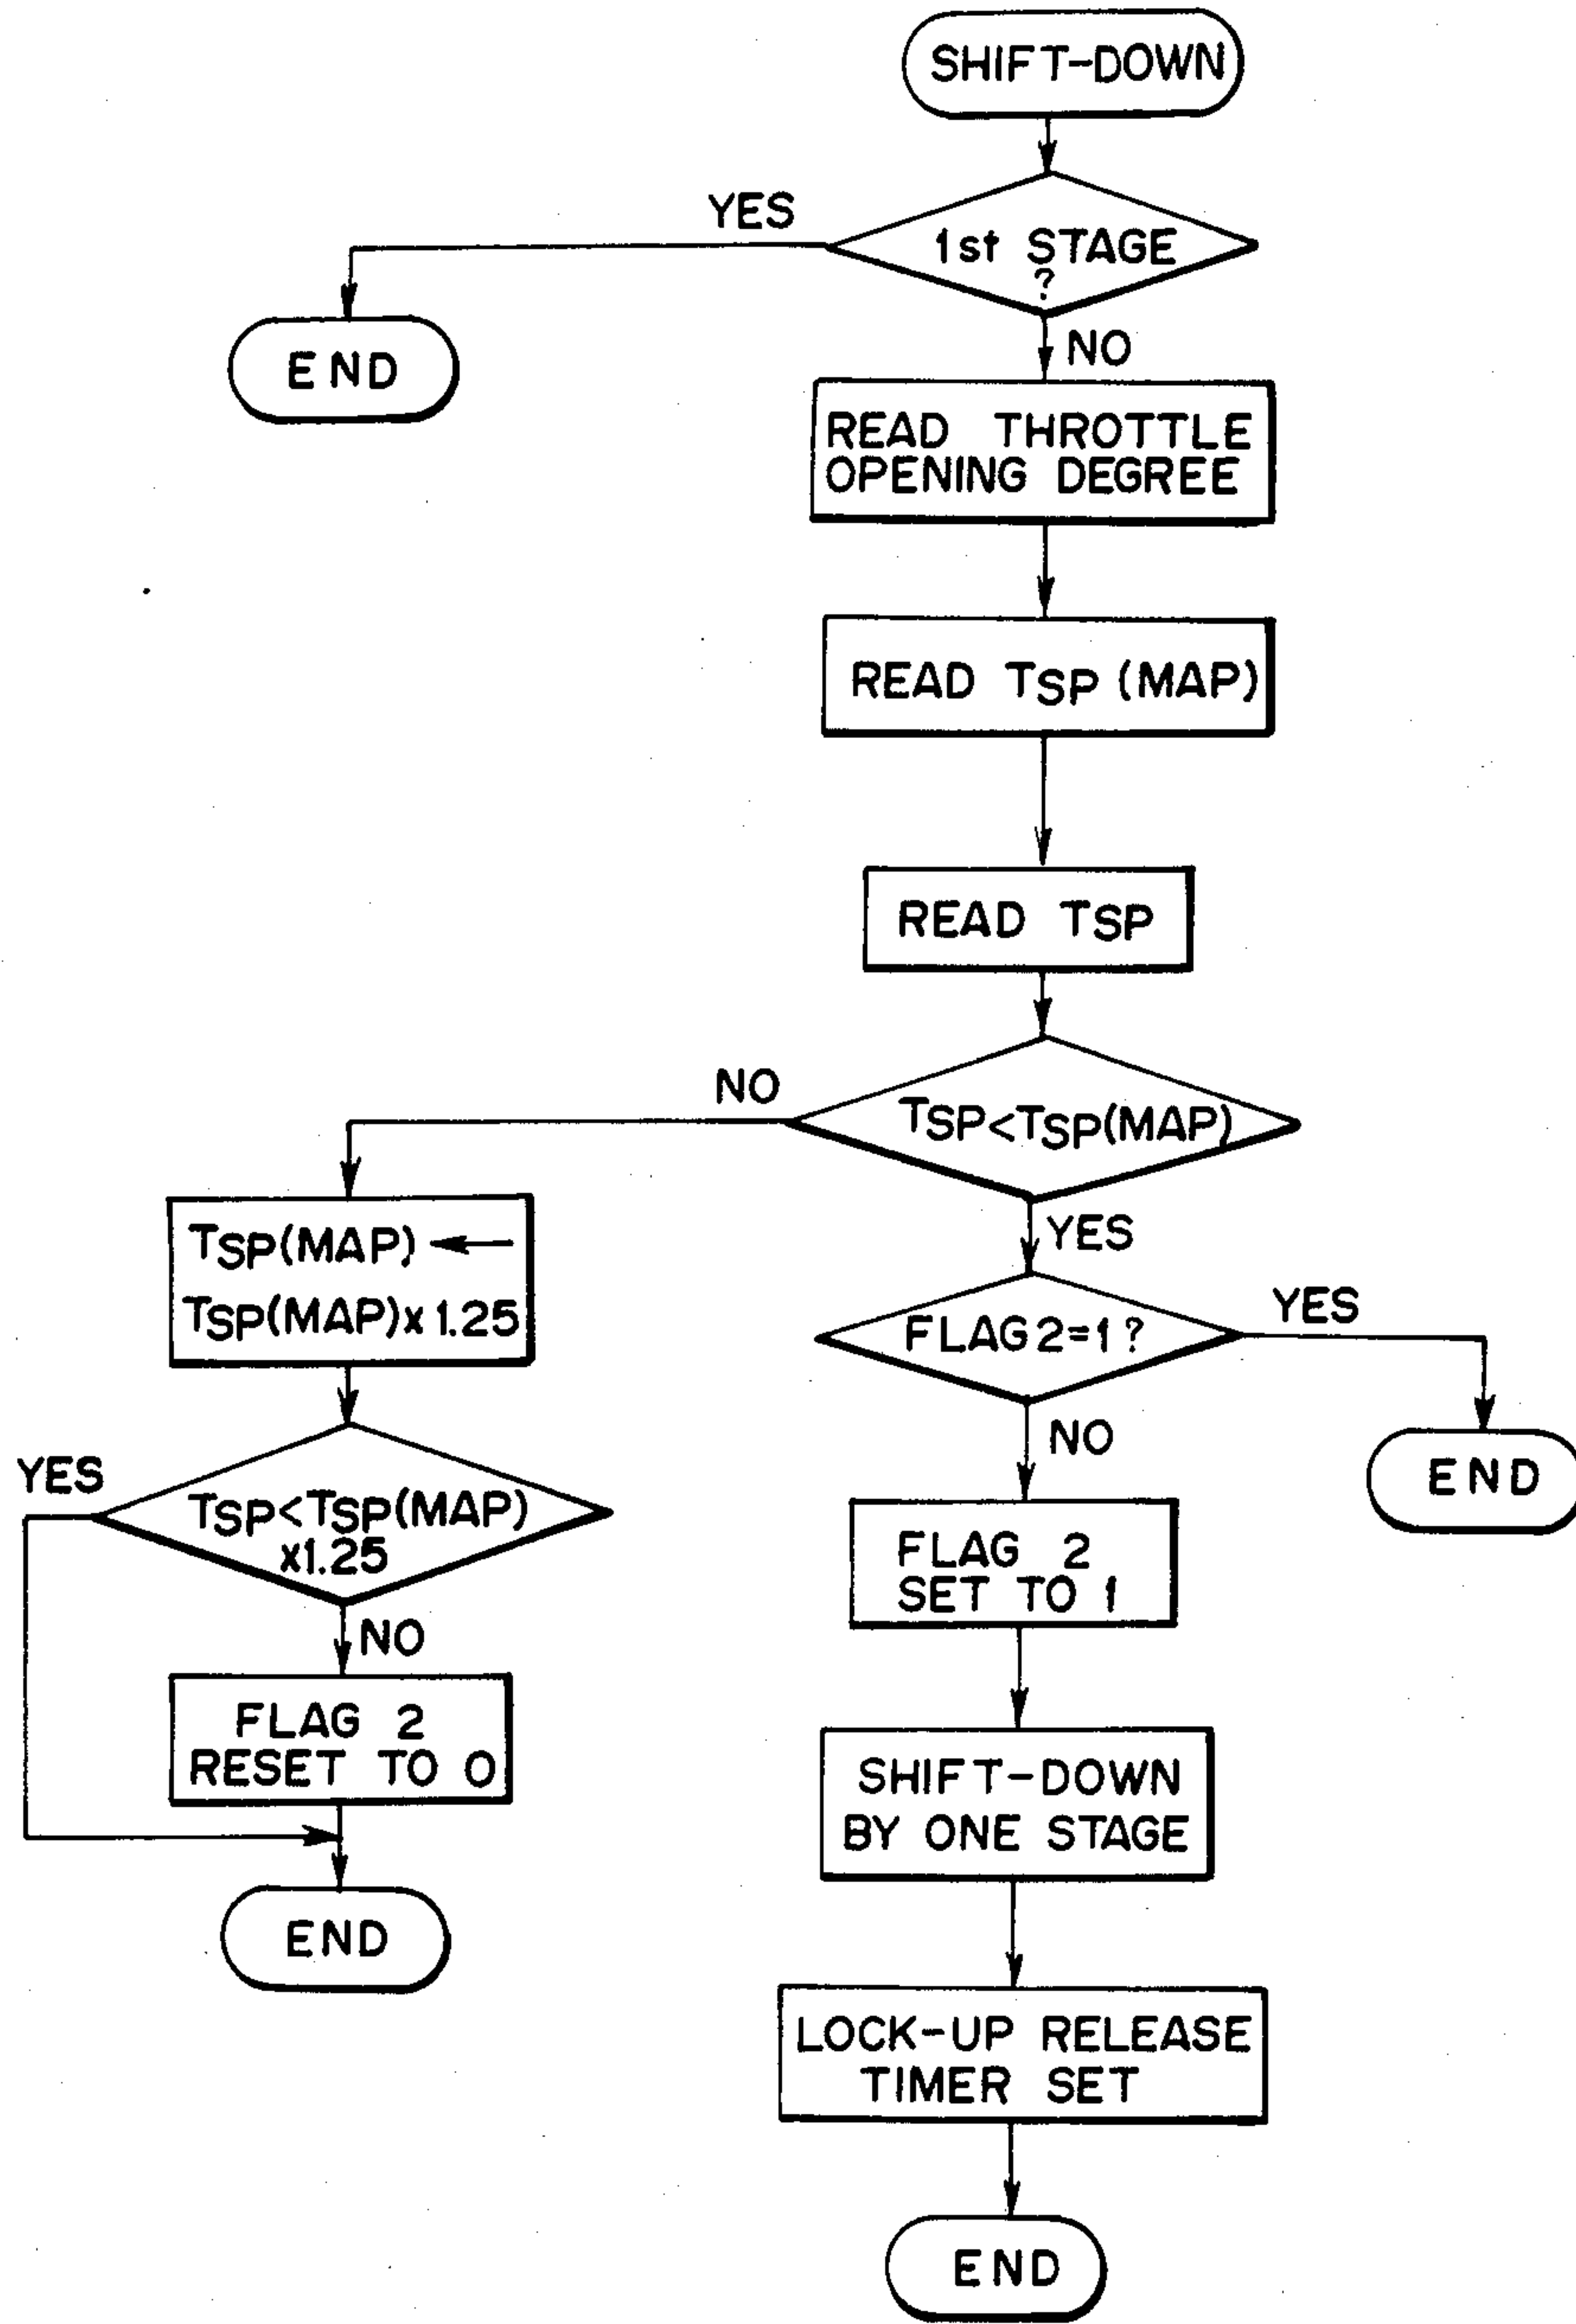 SHIFT-DOWN
YES
1st STAGE
?
NO
END
READ THROTTLE
OPENING DEGREE
READ TSP (MAP)
READ TSP
NO
TSP<TSP(MAP)
YES
TSP(MAP) ←
TSP(MAP)x1.25
FLAG2=1?
YES
NO
END
YES
TSP<TSP(MAP)
x1.25
NO
FLAG 2
SET TO 1
FLAG 2
RESET TO 0
SHIFT-DOWN
BY ONE STAGE
END
LOCK-UP RELEASE
TIMER SET
END